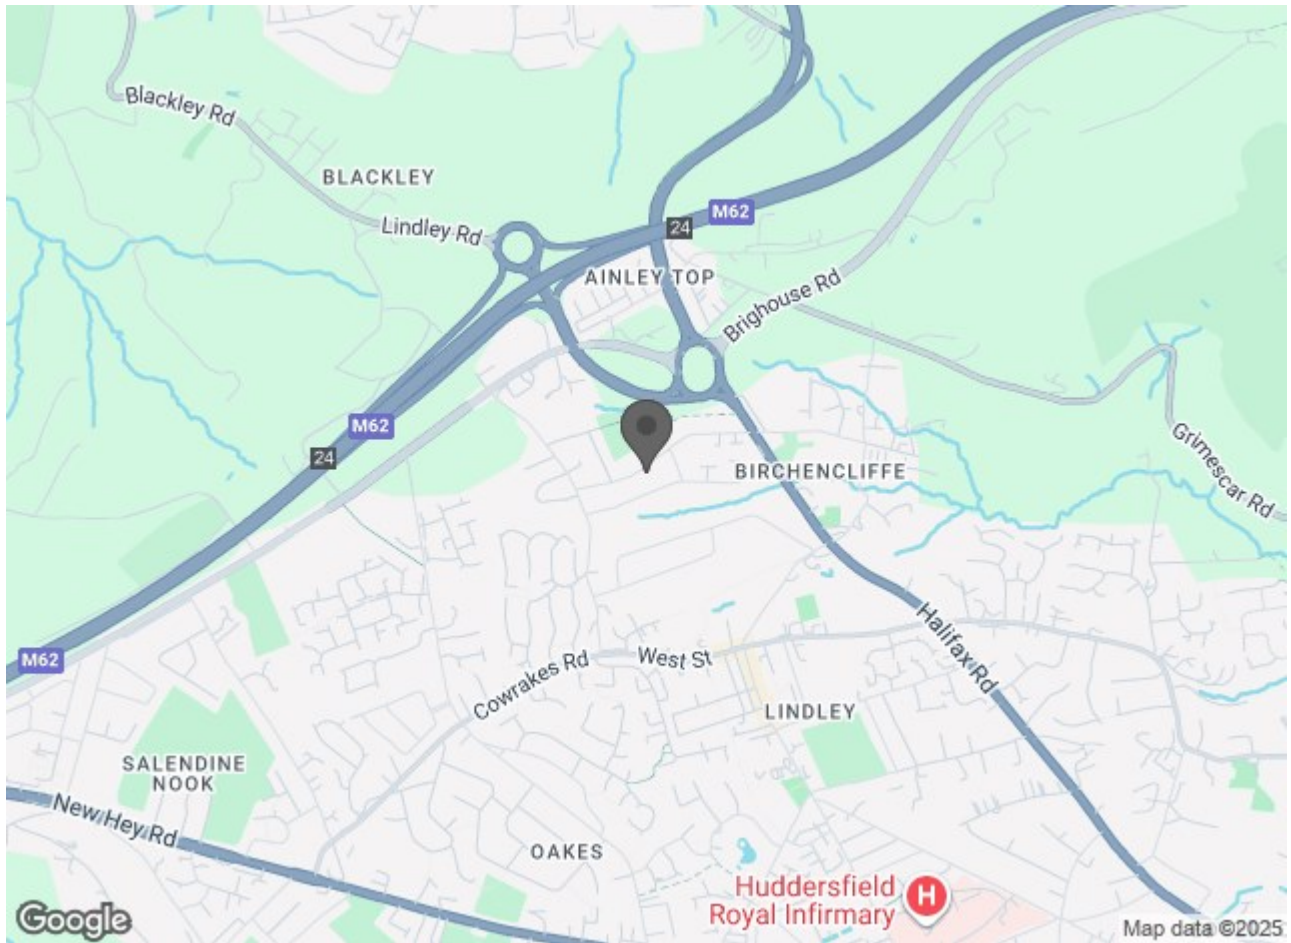 Blackley Rd
BLACKLEY
Lindley Rd
M62
24
AINLEY TOP
Brighouse Rd
M62
24
Grimescar Rd
BIRCHENCLIFFE
Halifax Rd
M62
West St
Cowrakes Rd
LINDLEY
SALENDINE
NOOK
New Hey Rd
OAKES
Huddersfield
Royal Infirmary
H
Google
Map data ©2025